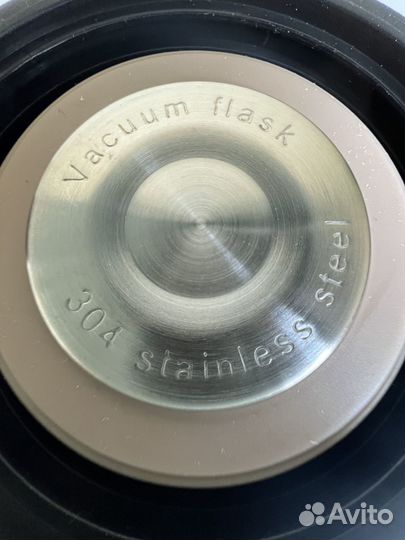 Vacuum flask
304 stainless steel
Avito